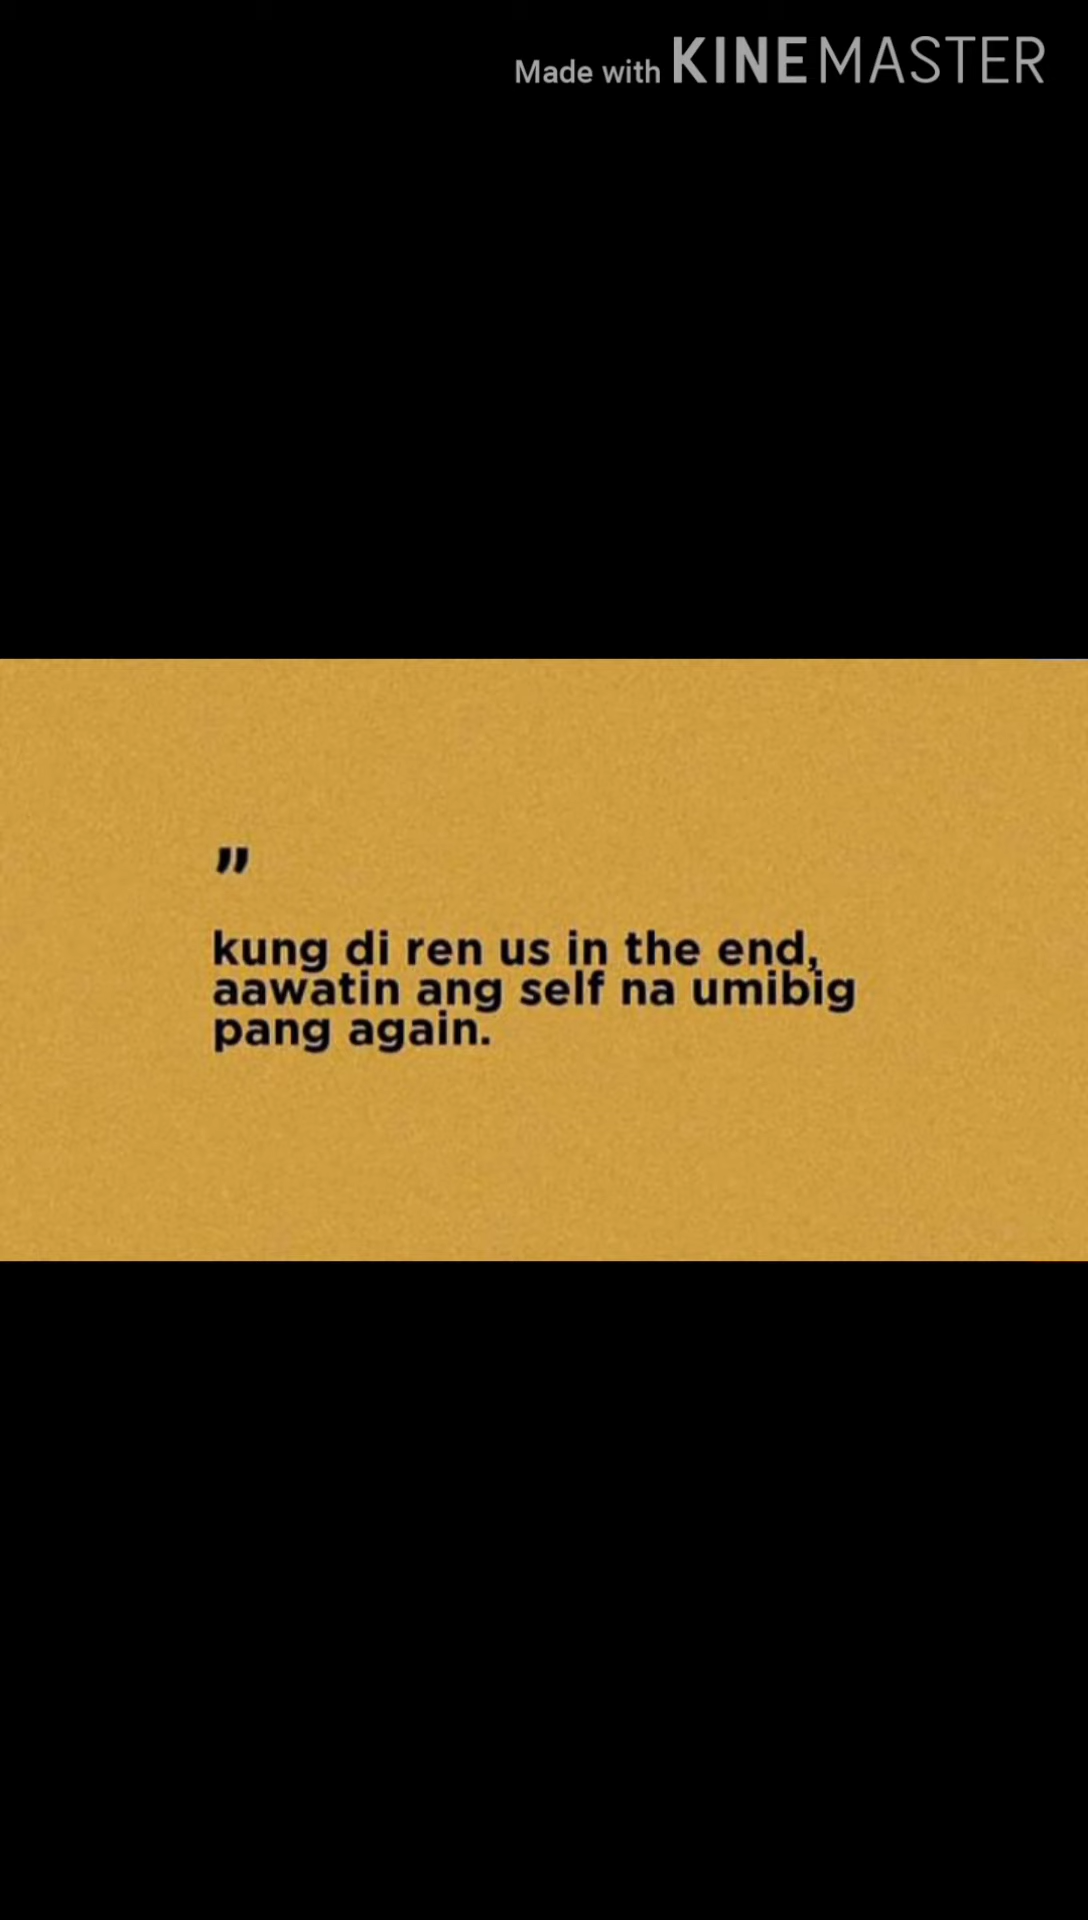 Made with KINEMASTER
”
kung di ren us in the end,
aawatin ang self na umibig
pang again.